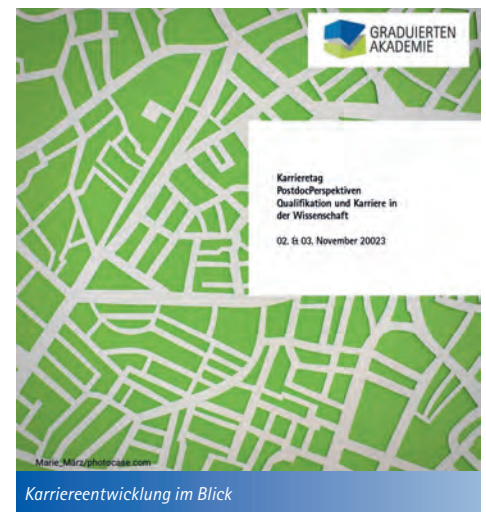 GRADUIERTEN
AKADEMIE
Karrieretag
PostdocPerspektiven
Qualifikation und Karriere in
der Wissenschaft
02. & 03. November 20023
Marie_März/photocase.com
Karriereentwicklung im Blick